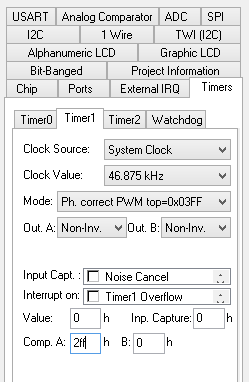 USART Analog Comparator ADC SPI
I2C 1 Wire TWI (I2C)
Alphanumeric LCD Graphic LCD
Bit-Banged Project Information
Chip Ports External IRQ Timers
Timer0 Timer1 Timer2 Watchdog
Clock Source: System Clock
Clock Value: 46.875 kHz
Mode: Ph. correct PWM top=0x03FF
Out. A: Non-Inv. Out. B: Non-Inv.
Input Capt. : Noise Cancel
Interrupt on: Timer1 Overflow
Value: 0 h Inp. Capture: 0 h
Comp. A: 2ff h B: 0 h